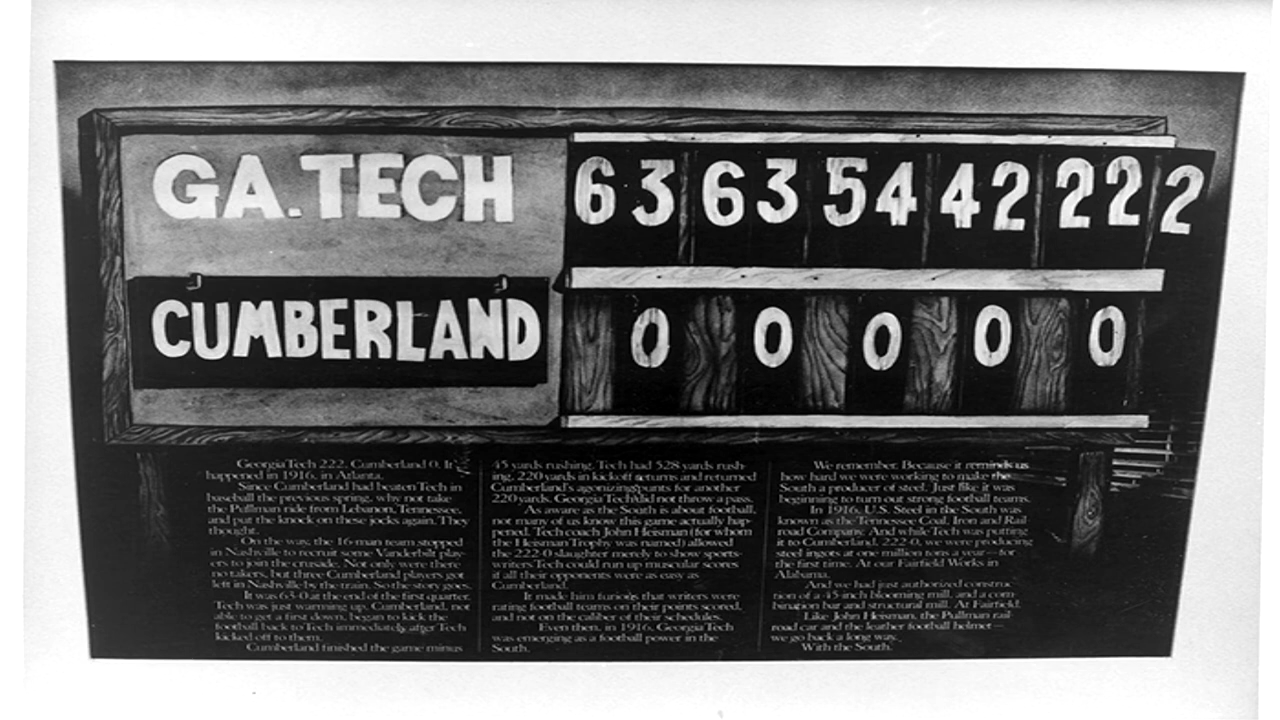 GA.TECH 63 63 54 42 222 2
CUMBERLAND 0 0 0 0 0
Georgia Tech 222, Cumberland 0. It
happened in 1916, in Atlanta.
Since Cumberland had beaten Tech in
baseball the previous spring, why not take
the Pullman ride from Lebanon, Tennessee,
and put the knock on these jocks again. They
thought.
On the way, the 16-man team stopped
in Nashville to recruit some Vanderbilt play-
ers to join the crusade. Not only were there
no takers, but three Cumberland players got
left in Nashville by the train. So the story goes.
It was 63-0 at the end of the first quarter.
Tech was just warming up. Cumberland, not
able to get a first down, began to kick the
football back to Tech immediately after Tech
kicked off to them.
Cumberland finished the game minus
45 yards rushing. Tech had 528 yards rush-
ing, 220 yards in kickoff returns and returned
Cumberland's agonizing punts for another
220 yards. Georgia Tech did not throw a pass.
As aware as the South is about football,
not many of us know this game actually hap-
pened. Tech coach John Heisman (for whom
the Heisman Trophy was named) allowed
the 222-0 slaughter merely to show sports-
writers Tech could run up muscular scores
if all their opponents were as easy as
Cumberland.
It made him furious that writers were
rating football teams on their points scored,
and not on the caliber of their schedules.
Even then, in 1916, Georgia Tech
was emerging as a football power in the
South.
We remember. Because it reminds us
how hard we were working to make the
South a producer of steel. Just like it was
beginning to turn out strong football teams.
In 1916, U.S. Steel in the South was
known as the Tennessee Coal, Iron and Rail
road Company. And while Tech was putting
it to Cumberland, 222-0, we were producing
steel ingots at one million tons a year—for
the first time. At our Fairfield Works in
Alabama.
And we had just authorized construc-
tion of a 45-inch blooming mill, and a com-
bination bar and structural mill. At Fairfield.
Like John Heisman, the Pullman rail-
road car and the leather football helmet—
we go back a long way.
With the South.